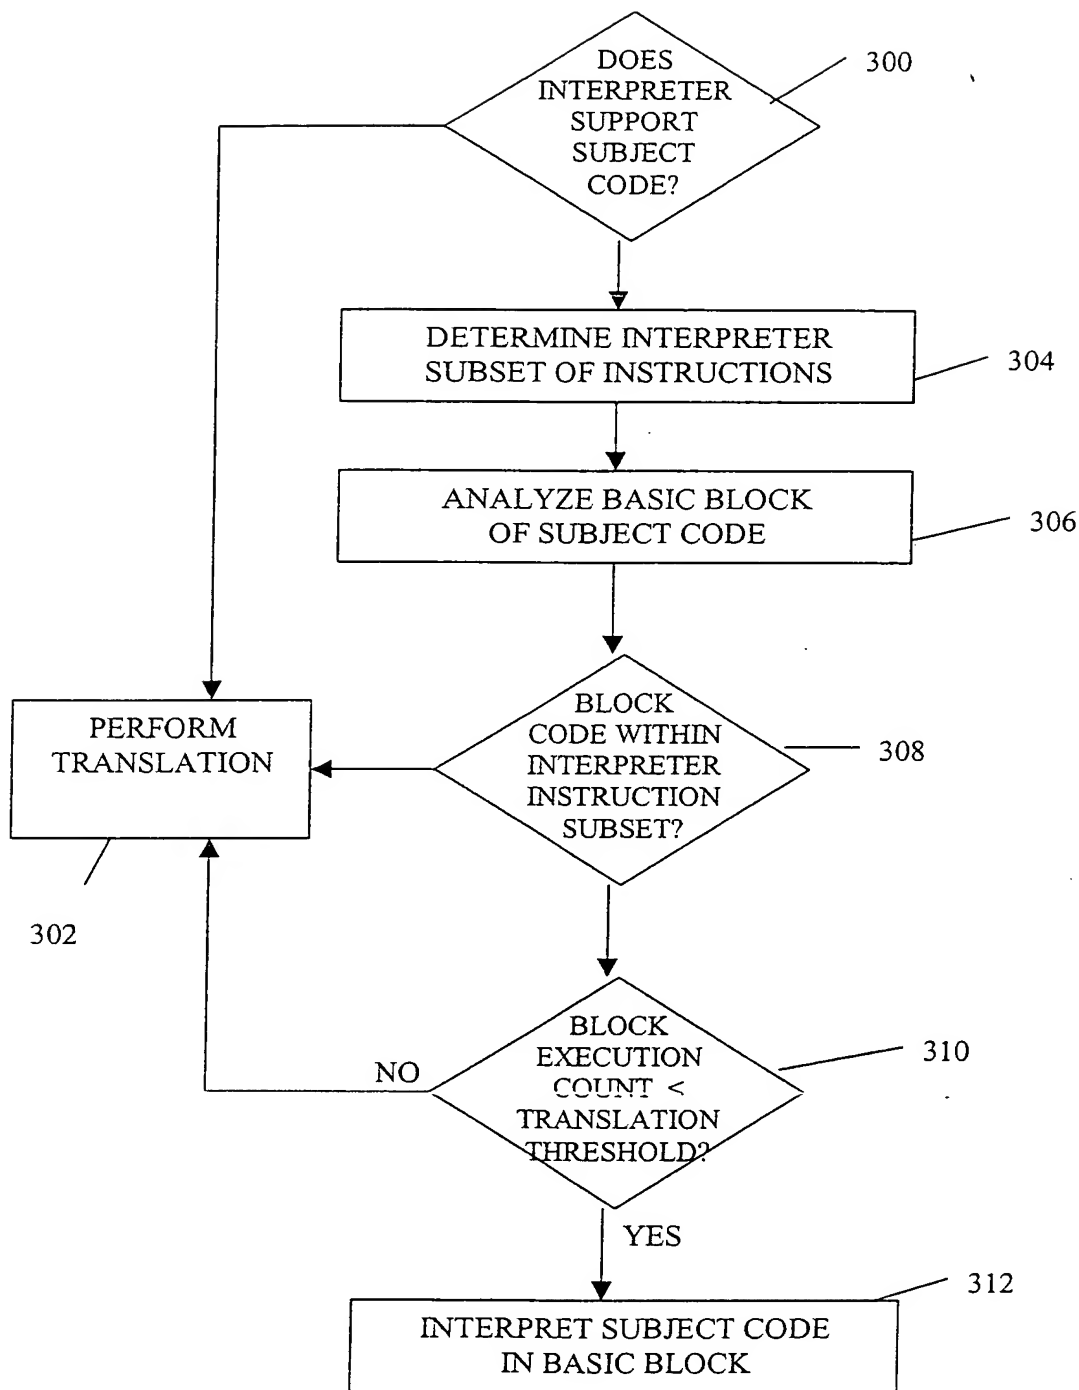 DOES
INTERPRETER
SUPPORT
SUBJECT
CODE?
300
DETERMINE INTERPRETER
SUBSET OF INSTRUCTIONS
304
ANALYZE BASIC BLOCK
OF SUBJECT CODE
306
PERFORM
TRANSLATION
302
BLOCK
CODE WITHIN
INTERPRETER
INSTRUCTION
SUBSET?
308
BLOCK
EXECUTION
COUNT <
TRANSLATION
THRESHOLD?
310
NO
YES
312
INTERPRET SUBJECT CODE
IN BASIC BLOCK